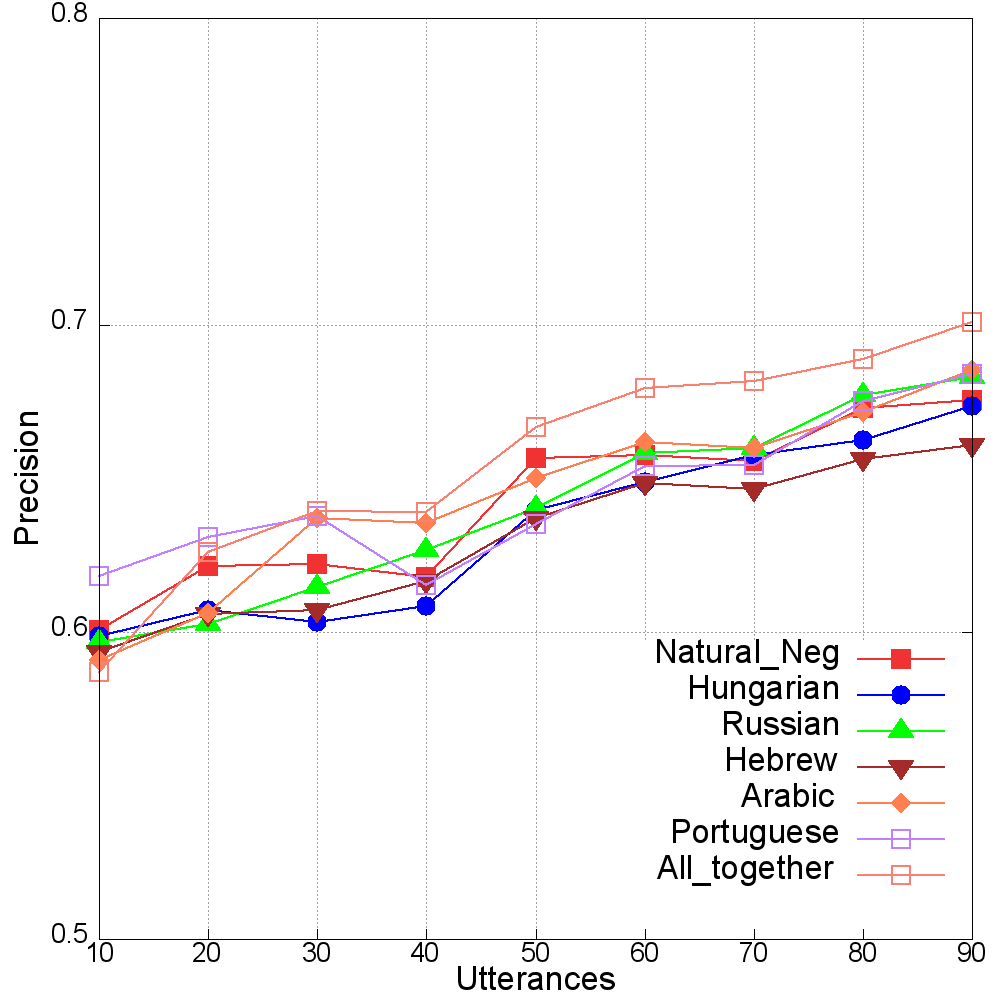 0.8
0.7
0.6
0.5
Precision
Natural_Neg
Hungarian
Russian
Hebrew
Arabic
Portuguese
All_together
10 20 30 40 50 60 70 80 90
Utterances